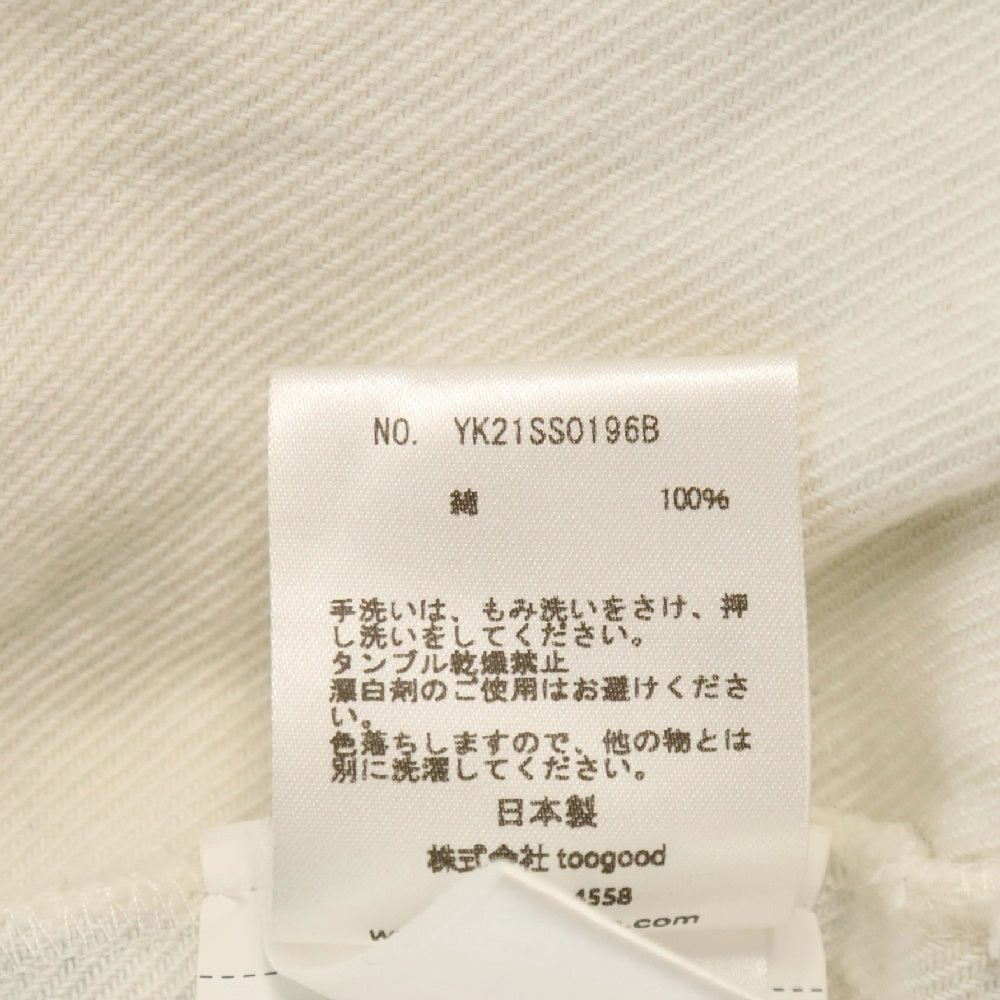 NO. YK21SS0196B
綿 100%
手洗いは、もみ洗いをさけ、押
し洗いをしてください。
タンブル乾燥禁止
漂白剤のご使用はお避けくださ
い。
色落ちしますので、他の物とは
別に洗濯してください。
日本製
株式会社 toogood
4558
.com